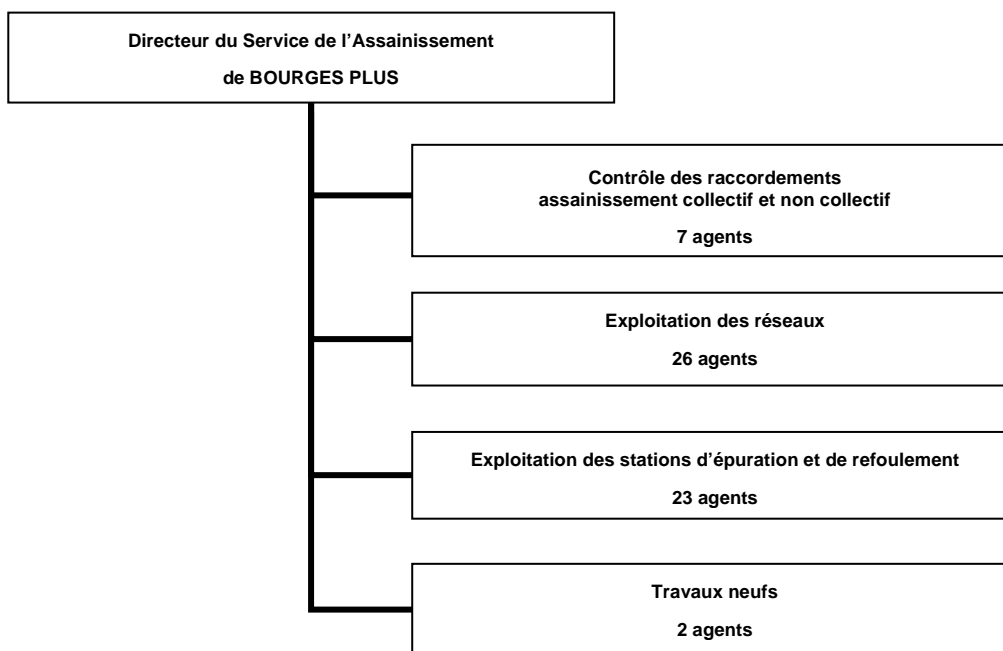 Directeur du Service de l’Assainissement
de BOURGES PLUS
Contrôle des raccordements
assainissement collectif et non collectif
7 agents
Exploitation des réseaux
26 agents
Exploitation des stations d’épuration et de refoulement
23 agents
Travaux neufs
2 agents